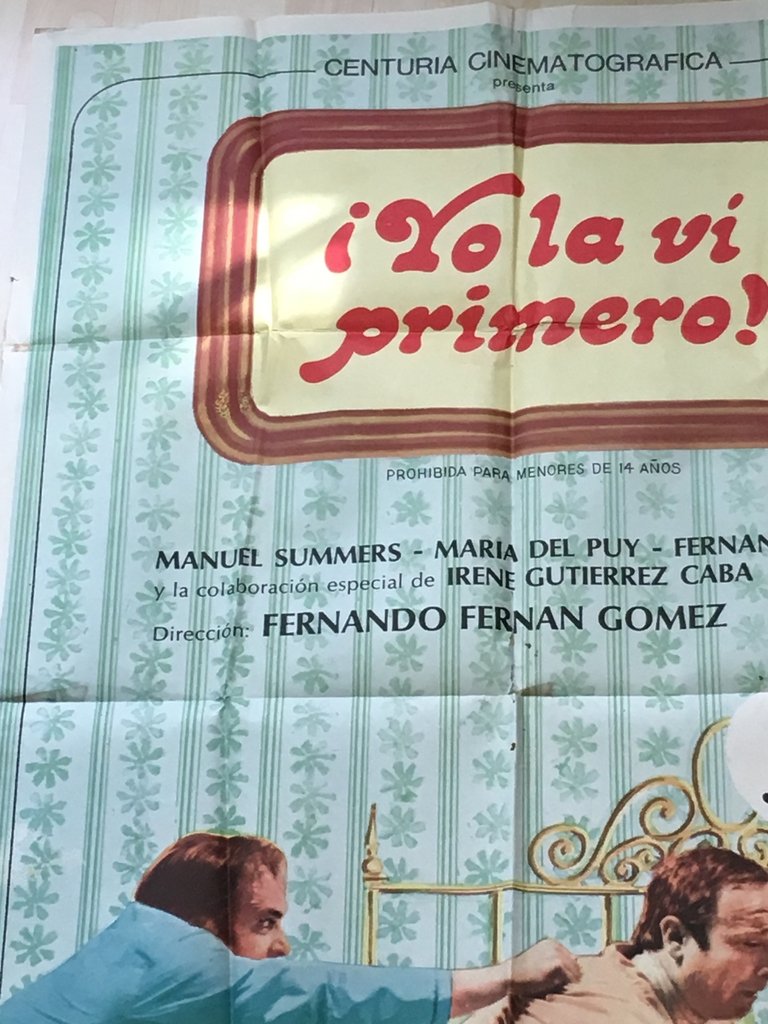 CENTURIA CINEMATOGRAFICA
presenta
¡Yo la vi
primero!
PROHIBIDA PARA MENORES DE 14 AÑOS
MANUEL SUMMERS - MARIA DEL PUY -
y la colaboración especial de IRENE GUTIERREZ CABA
Dirección: FERNANDO FERNAN GOMEZ